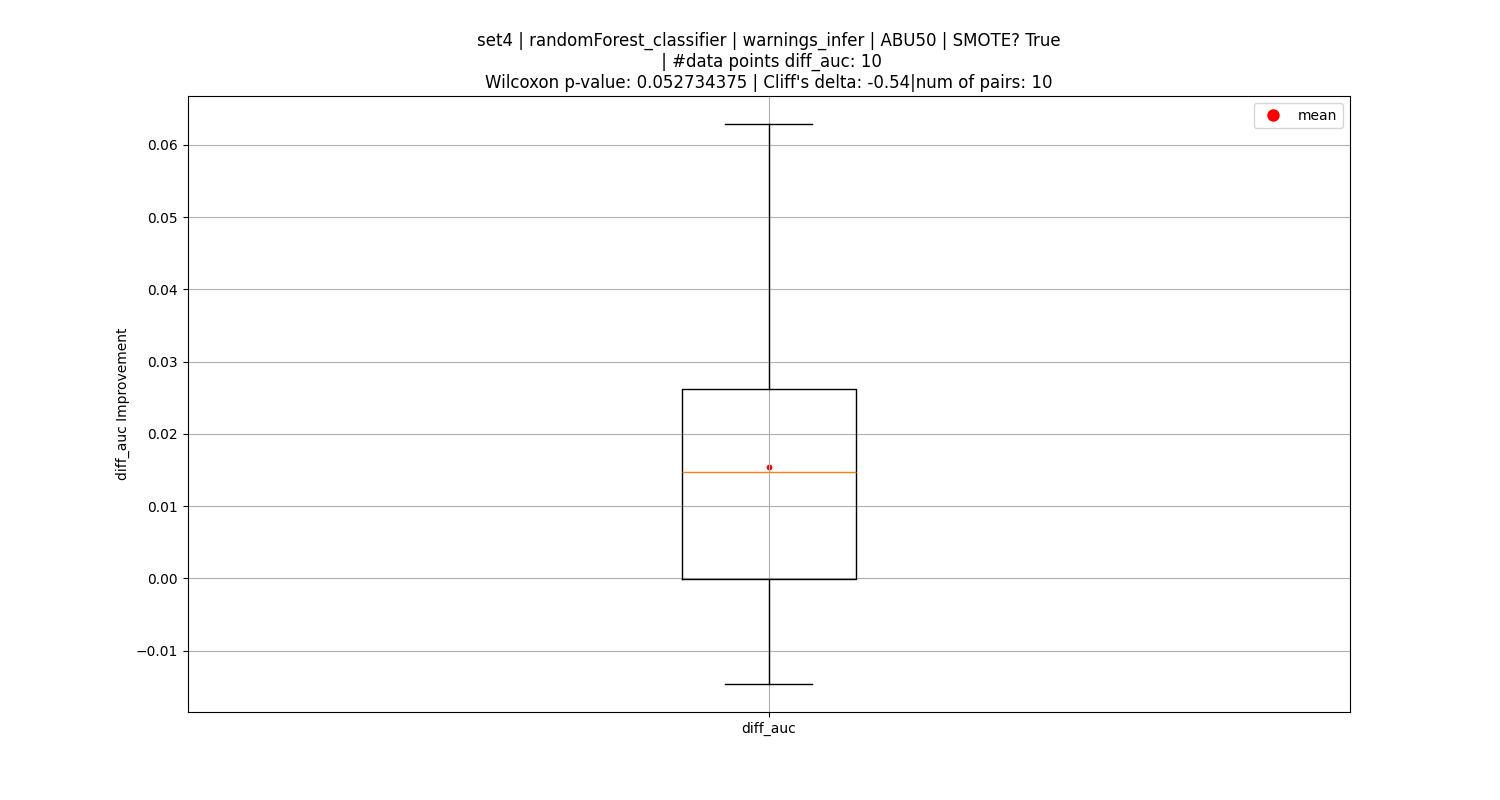 set4 | randomForest_classifier | warnings_infer | ABU50 | SMOTE? True
| #data points diff_auc: 10
Wilcoxon p-value: 0.052734375 | Cliff's delta: -0.54|num of pairs: 10
mean
0.06
0.05
0.04
0.03
0.02
0.01
0.00
−0.01
diff_auc Improvement
diff_auc